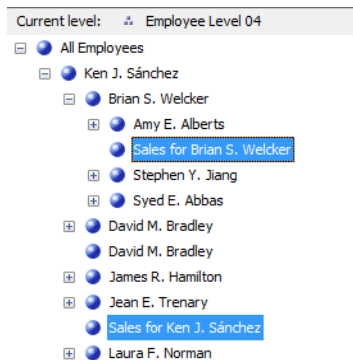 Current level: Employee Level 04
All Employees
Ken J. Sánchez
Brian S. Welcker
Amy E. Alberts
Sales for Brian S. Welcker
Stephen Y. Jiang
Syed E. Abbas
David M. Bradley
David M. Bradley
James R. Hamilton
Jean E. Trenary
Sales for Ken J. Sánchez
Laura F. Norman